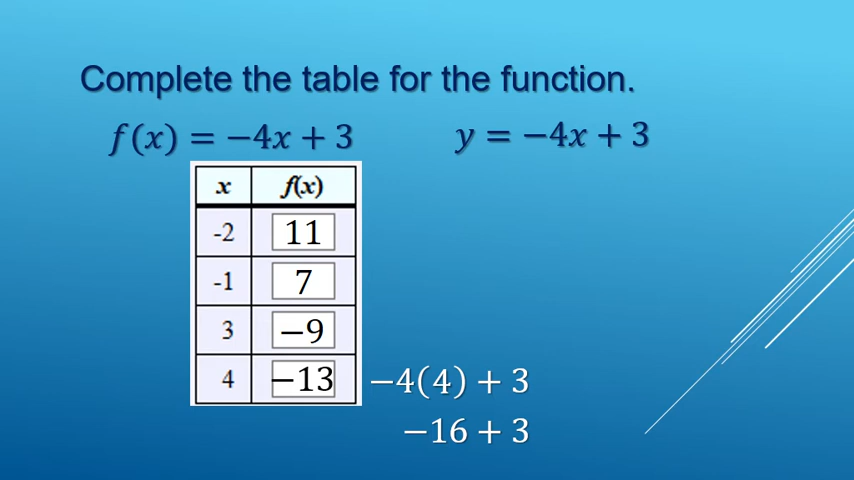 Complete the table for the function.
f(x) = −4x + 3 y = −4x + 3
x f(x)
-2 11
-1 7
3 −9
4 −13 −4(4) + 3
−16 + 3